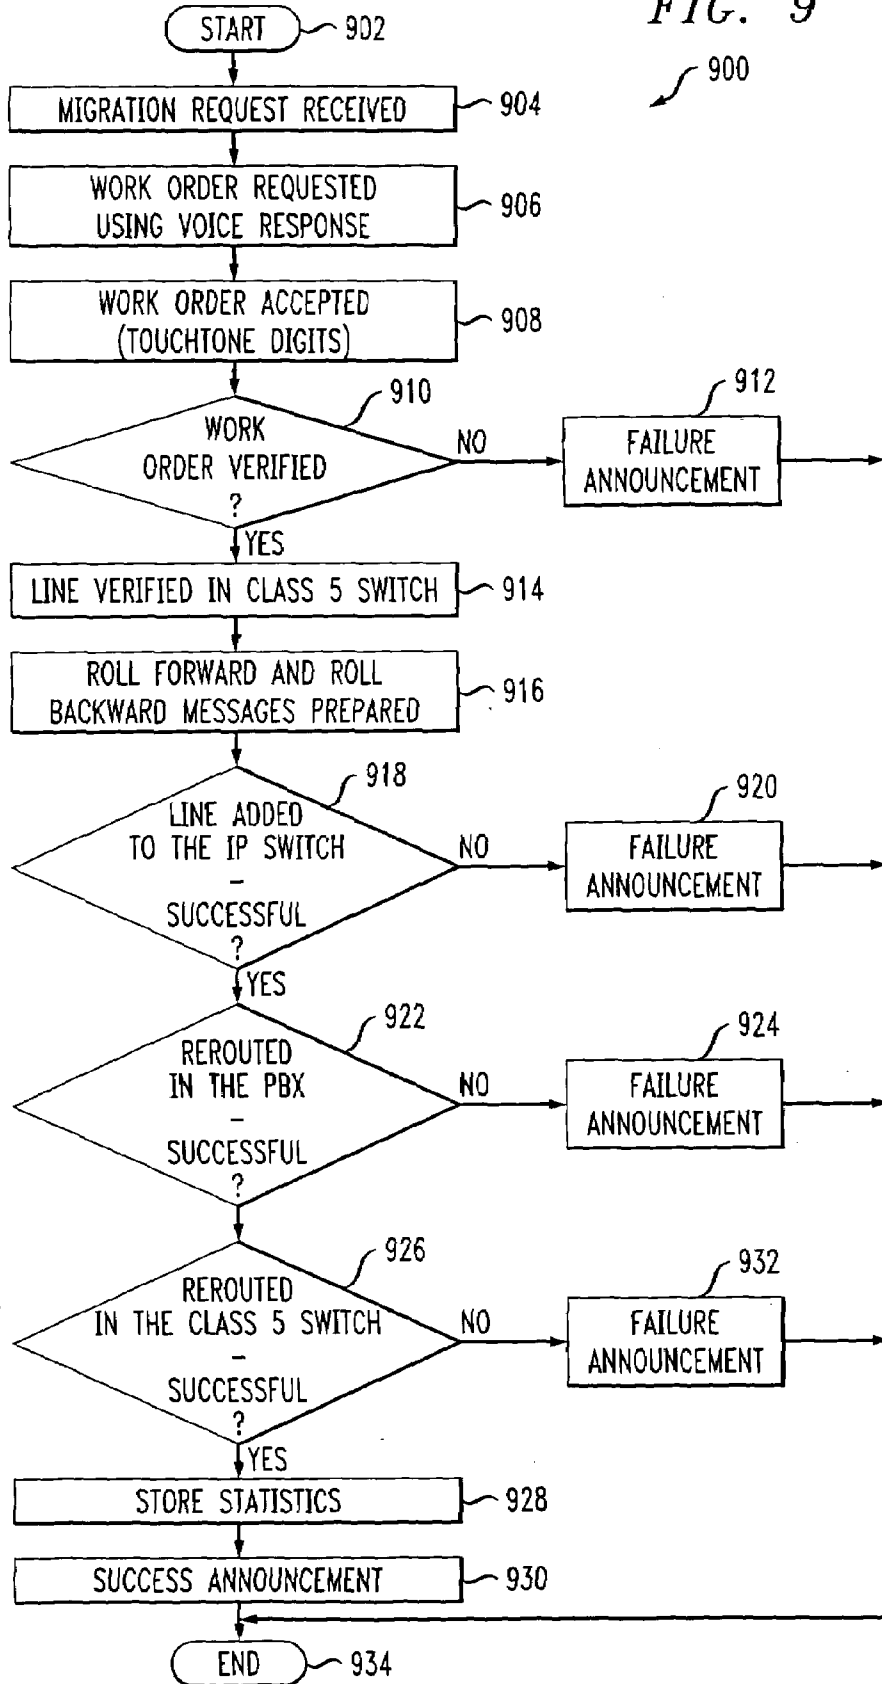 FIG. 9
START
902
900
MIGRATION REQUEST RECEIVED
904
WORK ORDER REQUESTED
USING VOICE RESPONSE
906
WORK ORDER ACCEPTED
(TOUCHTONE DIGITS)
908
910
WORK
ORDER VERIFIED
?
NO
912
FAILURE
ANNOUNCEMENT
YES
LINE VERIFIED IN CLASS 5 SWITCH
914
ROLL FORWARD AND ROLL
BACKWARD MESSAGES PREPARED
916
918
LINE ADDED
TO THE IP SWITCH
–
SUCCESSFUL
?
NO
920
FAILURE
ANNOUNCEMENT
YES
922
REROUTED
IN THE PBX
–
SUCCESSFUL
?
NO
924
FAILURE
ANNOUNCEMENT
926
REROUTED
IN THE CLASS 5 SWITCH
–
SUCCESSFUL
?
NO
932
FAILURE
ANNOUNCEMENT
YES
STORE STATISTICS
928
SUCCESS ANNOUNCEMENT
930
END
934